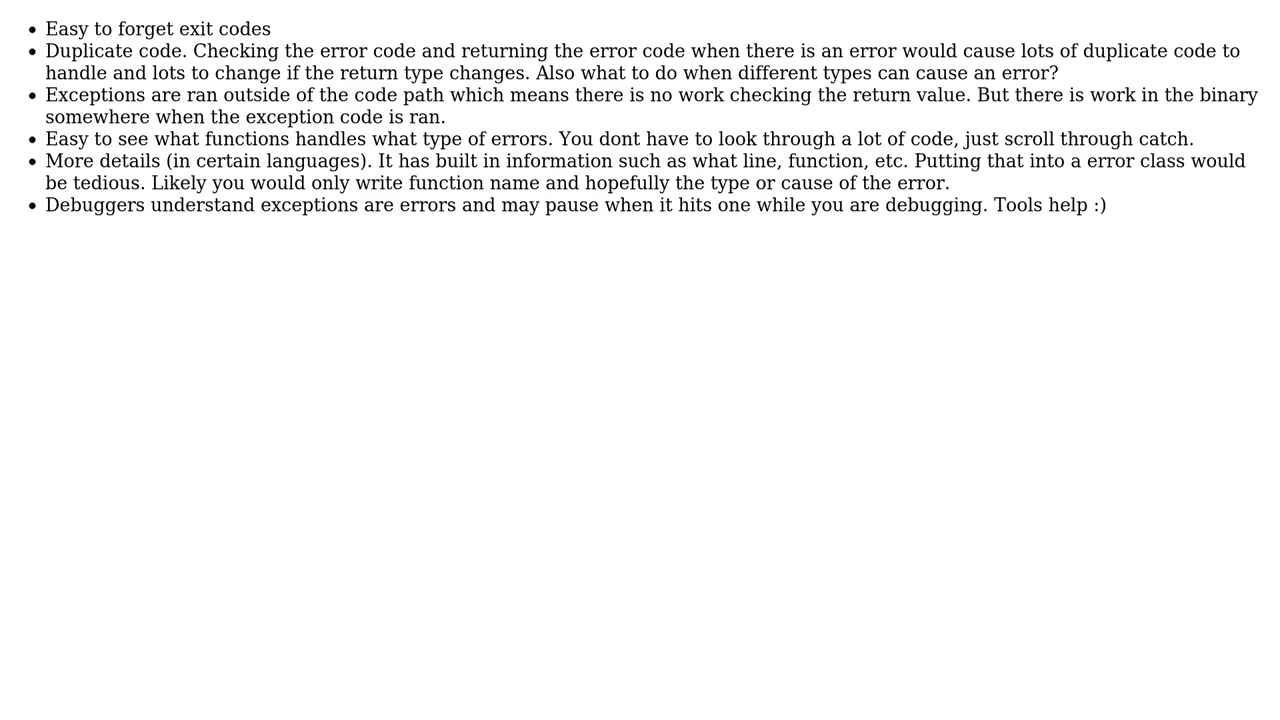 • Easy to forget exit codes
• Duplicate code. Checking the error code and returning the error code when there is an error would cause lots of duplicate code to
handle and lots to change if the return type changes. Also what to do when different types can cause an error?
• Exceptions are ran outside of the code path which means there is no work checking the return value. But there is work in the binary
somewhere when the exception code is ran.
• Easy to see what functions handles what type of errors. You dont have to look through a lot of code, just scroll through catch.
• More details (in certain languages). It has built in information such as what line, function, etc. Putting that into a error class would
be tedious. Likely you would only write function name and hopefully the type or cause of the error.
• Debuggers understand exceptions are errors and may pause when it hits one while you are debugging. Tools help :)